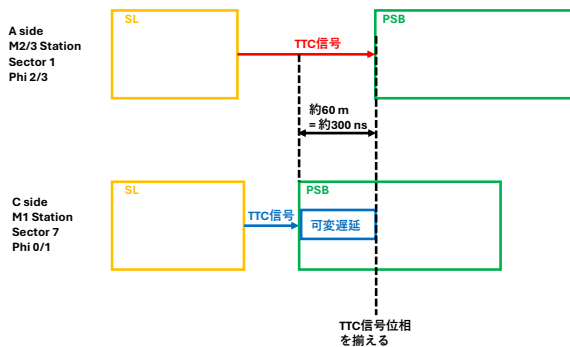 A side
M2/3 Station
Sector 1
Phi 2/3
SL
TTC信号
PSB
約60 m
= 約300 ns
C side
M1 Station
Sector 7
Phi 0/1
SL
TTC信号
PSB
可変遅延
TTC信号位相
を揃える